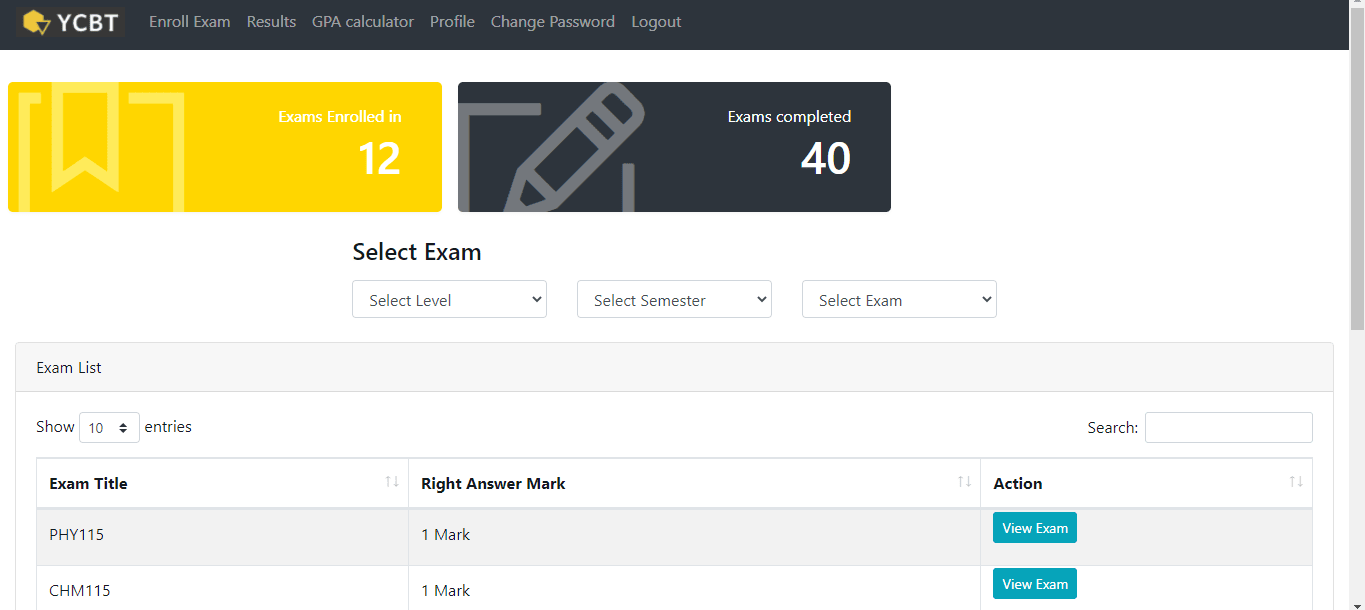 YCBT Enroll Exam Results GPA calculator Profile Change Password Logout
Exams Enrolled in
12
Exams completed
40
Select Exam
Select Level Select Semester Select Exam
Exam List
Show 10 entries Search:
Exam Title Right Answer Mark Action
PHY115 1 Mark View Exam
CHM115 1 Mark View Exam